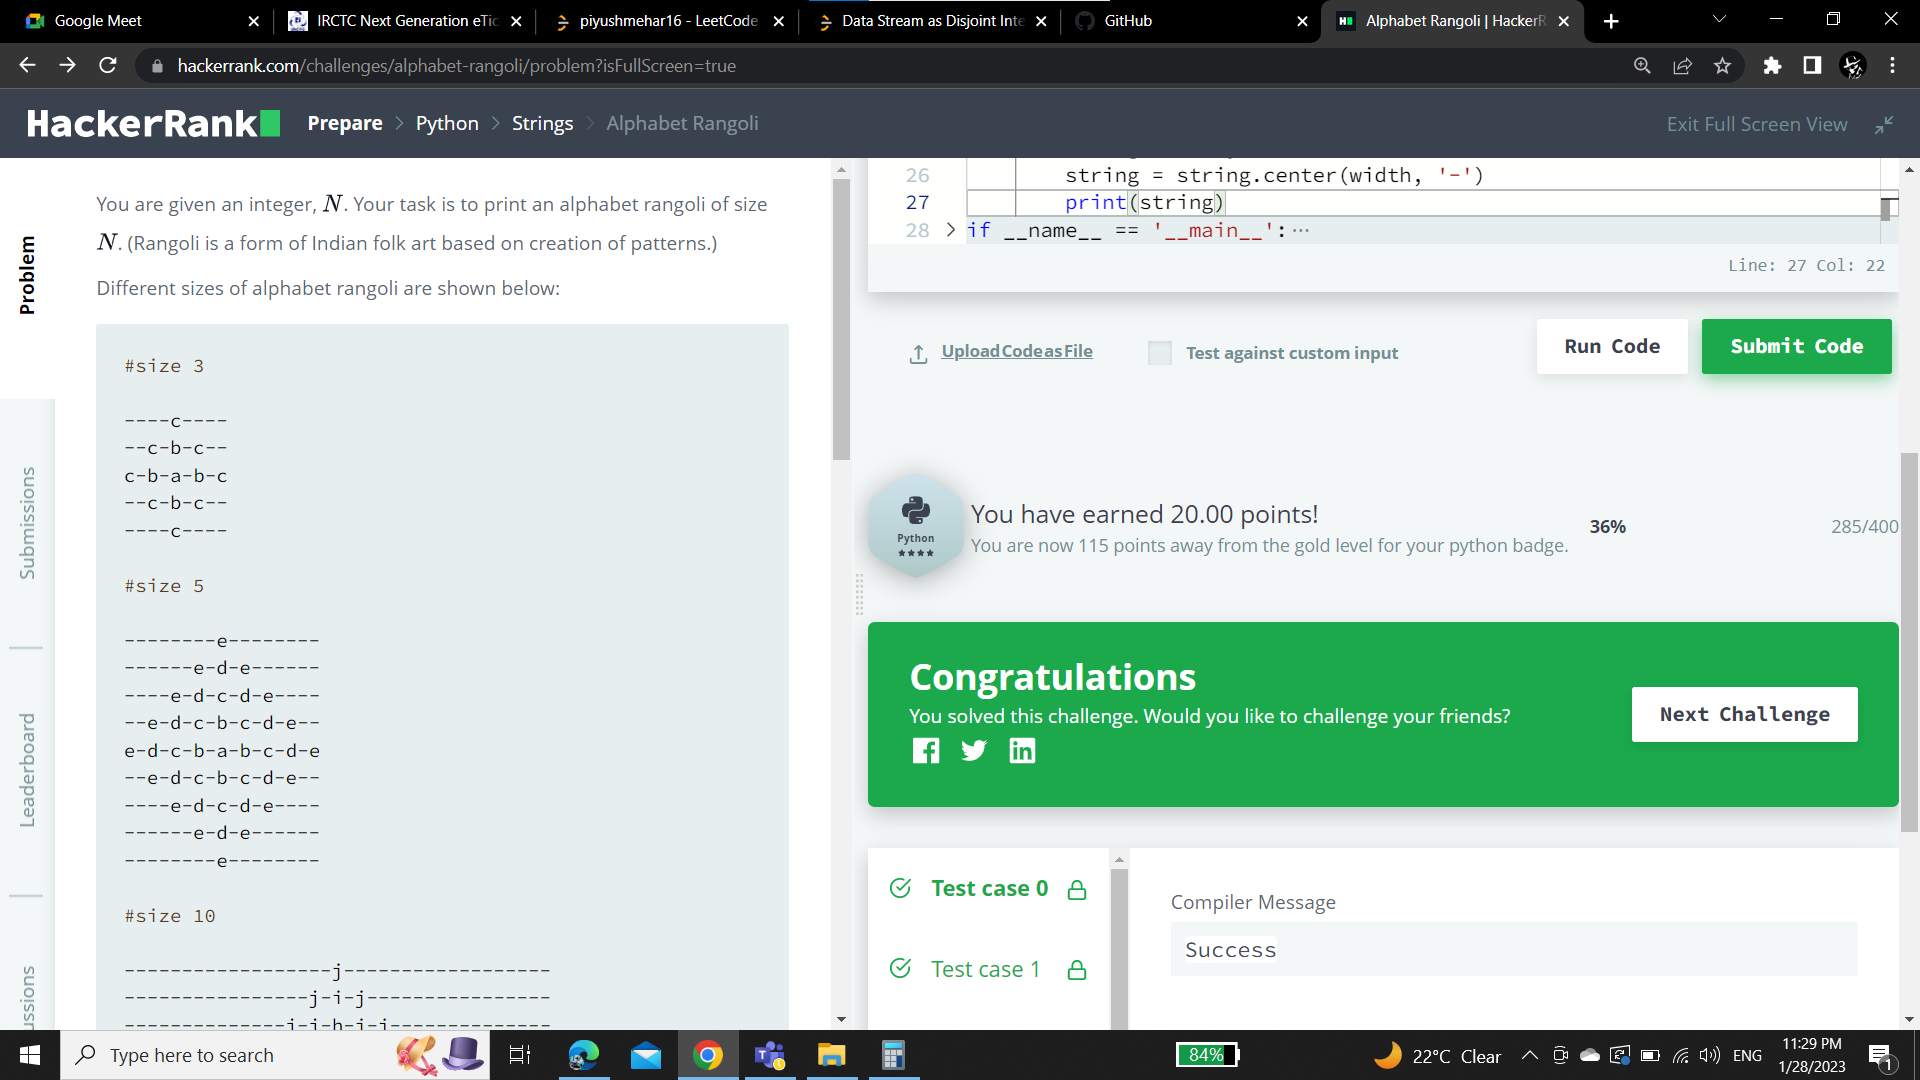 Google Meet
IRCTC Next Generation eTic
piyushmehar16 - LeetCode
Data Stream as Disjoint Inte
GitHub
Alphabet Rangoli | HackerR
hackerrank.com/challenges/alphabet-rangoli/problem?isFullScreen=true
HackerRank
Prepare > Python > Strings > Alphabet Rangoli
Exit Full Screen View
Problem
Submissions
Leaderboard
ussions
You are given an integer, N. Your task is to print an alphabet rangoli of size
N. (Rangoli is a form of Indian folk art based on creation of patterns.)
Different sizes of alphabet rangoli are shown below:
#size 3
----c----
--c-b-c--
c-b-a-b-c
--c-b-c--
----c----
#size 5
--------e--------
------e-d-e------
----e-d-c-d-e----
--e-d-c-b-c-d-e--
e-d-c-b-a-b-c-d-e
--e-d-c-b-c-d-e--
----e-d-c-d-e----
------e-d-e------
--------e--------
#size 10
------------------j------------------
----------------j-i-j----------------
--------------j-i-h-i-j--------------
26 string = string.center(width, '-')
27 print(string)
28 > if __name__ == '__main__':···
Line: 27 Col: 22
Upload Code as File
Test against custom input
Run Code
Submit Code
Python
You have earned 20.00 points!
You are now 115 points away from the gold level for your python badge.
36%
285/400
Congratulations
You solved this challenge. Would you like to challenge your friends?
Next Challenge
Test case 0
Test case 1
Compiler Message
Success
Type here to search
84%
22°C Clear
ENG
11:29 PM
1/28/2023
1